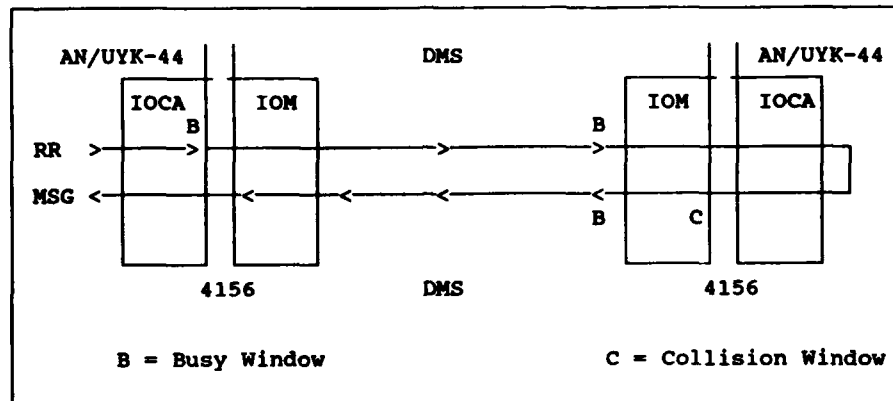 AN/UYK-44 DMS AN/UYK-44
IOCA IOM IOM IOCA
B B
RR
MSG
B C
4156 DMS 4156
B = Busy Window C = Collision Window